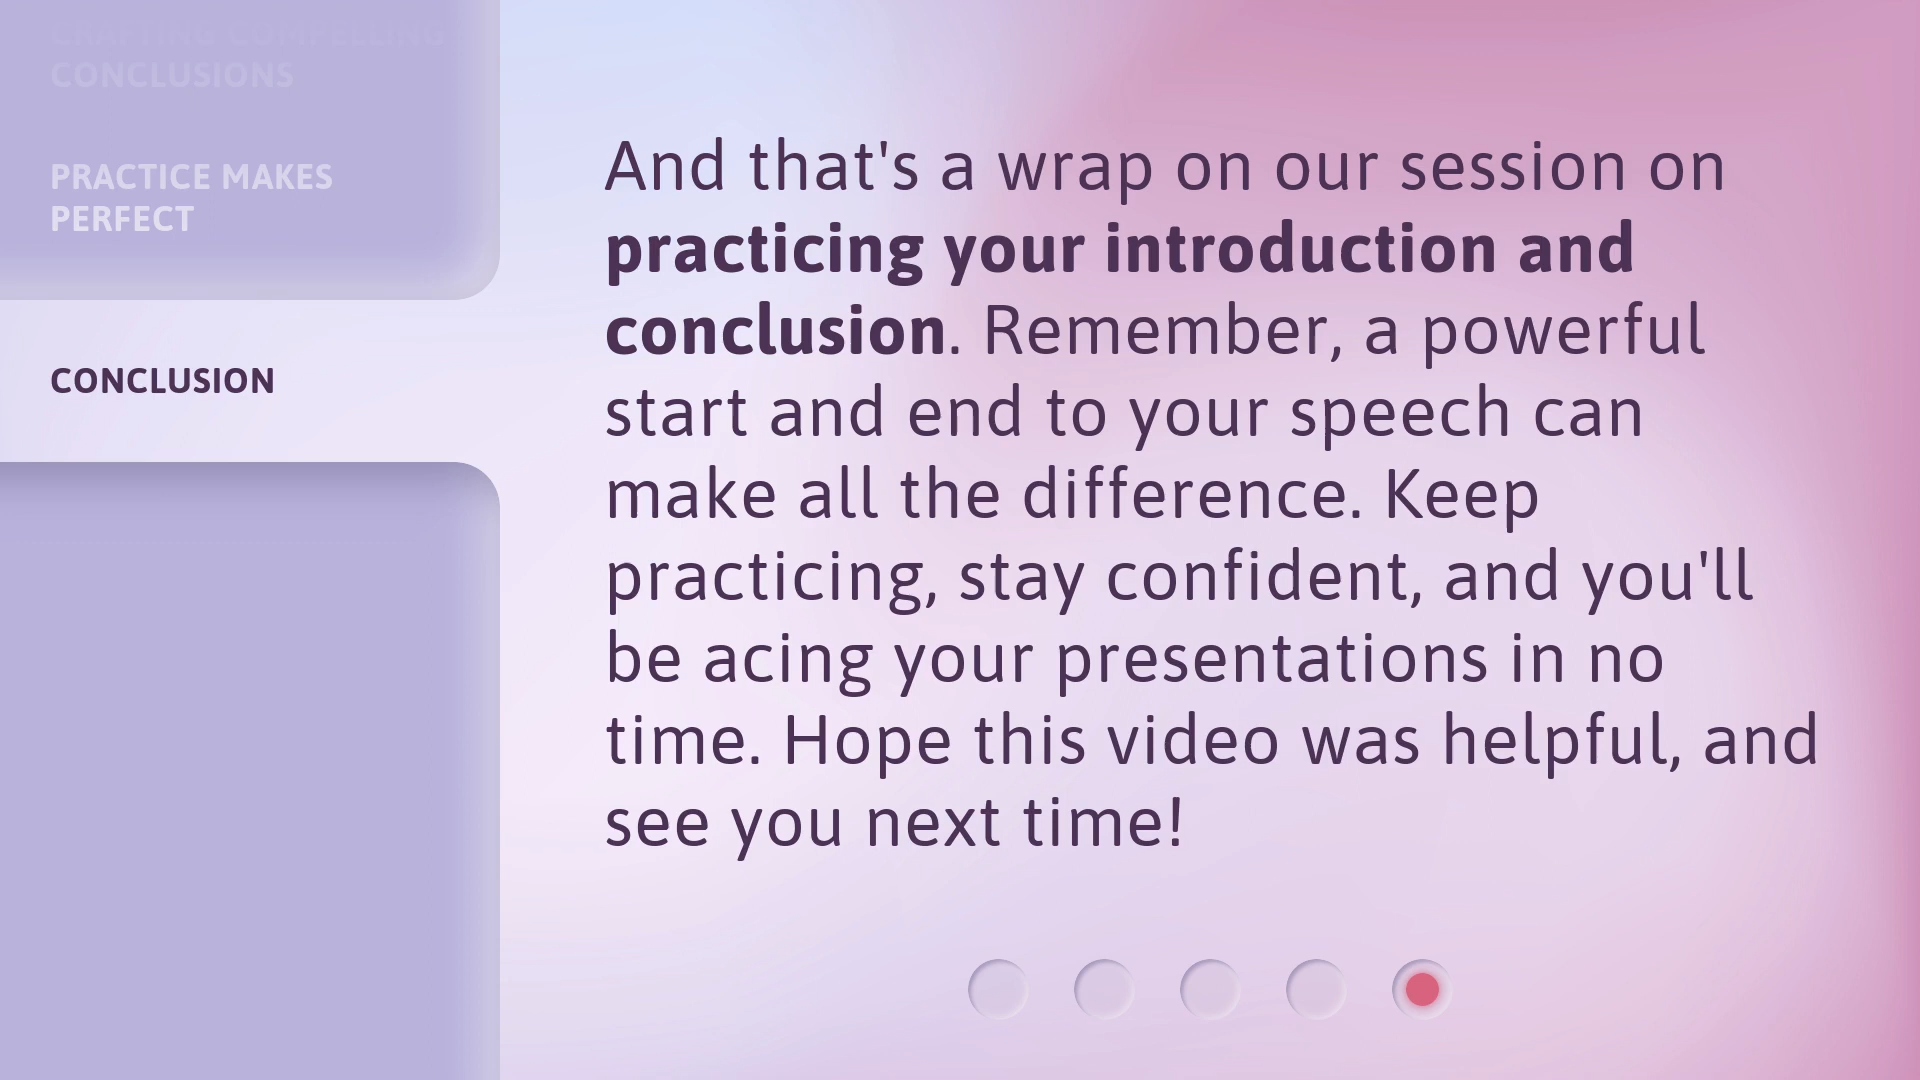 CRAFTING COMPELLING
CONCLUSIONS
PRACTICE MAKES
PERFECT
CONCLUSION
And that's a wrap on our session on
practicing your introduction and
conclusion. Remember, a powerful
start and end to your speech can
make all the difference. Keep
practicing, stay confident, and you'll
be acing your presentations in no
time. Hope this video was helpful, and
see you next time!